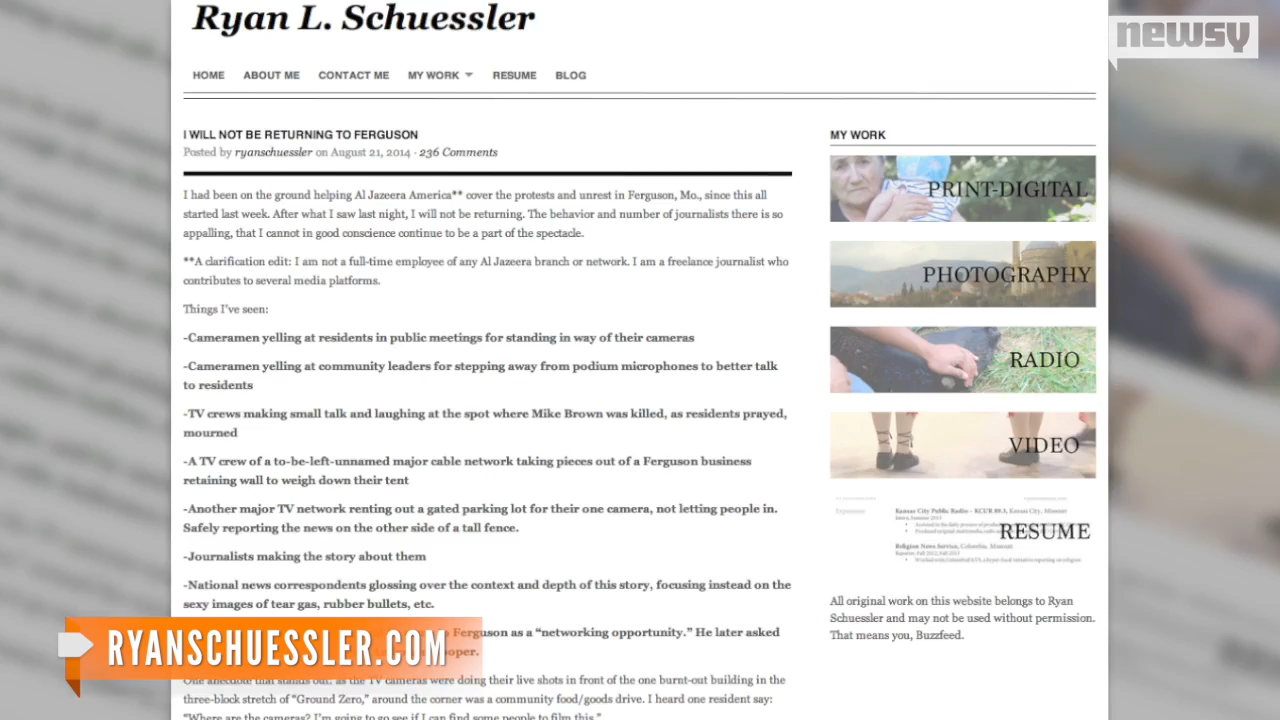 Ryan L. Schuessler
newsy
HOME ABOUT ME CONTACT ME MY WORK RESUME BLOG
I WILL NOT BE RETURNING TO FERGUSON
Posted by ryanschuessler on August 21, 2014 · 236 Comments
I had been on the ground helping Al Jazeera America** cover the protests and unrest in Ferguson, Mo., since this all
started last week. After what I saw last night, I will not be returning. The behavior and number of journalists there is so
appalling, that I cannot in good conscience continue to be a part of the spectacle.
**A clarification edit: I am not a full-time employee of any Al Jazeera branch or network. I am a freelance journalist who
contributes to several media platforms.
Things I've seen:
-Cameramen yelling at residents in public meetings for standing in way of their cameras
-Cameramen yelling at community leaders for stepping away from podium microphones to better talk
to residents
-TV crews making small talk and laughing at the spot where Mike Brown was killed, as residents prayed,
mourned
-A TV crew of a to-be-left-unnamed major cable network taking pieces out of a Ferguson business
retaining wall to weigh down their tent
-Another major TV network renting out a gated parking lot for their one camera, not letting people in.
Safely reporting the news on the other side of a tall fence.
-Journalists making the story about them
-National news correspondents glossing over the context and depth of this story, focusing instead on the
sexy images of tear gas, rubber bullets, etc.
Ferguson as a “networking opportunity.” He later asked
One anecdote that stands out: as the TV cameras were doing their live shots in front of the one burnt-out building in the
three-block stretch of “Ground Zero,” around the corner was a community food/goods drive. I heard one resident say:
“Where are the cameras? I'm going to go see if I can find some people to film this.”
MY WORK
PRINT-DIGITAL
PHOTOGRAPHY
RADIO
VIDEO
Kansas City Public Radio – KCUR 89.3, Kansas City, Missouri
RESUME
Religion News Service, Columbia, Missouri
All original work on this website belongs to Ryan
Schuessler and may not be used without permission.
That means you, Buzzfeed.
RYANSCHUESSLER.COM